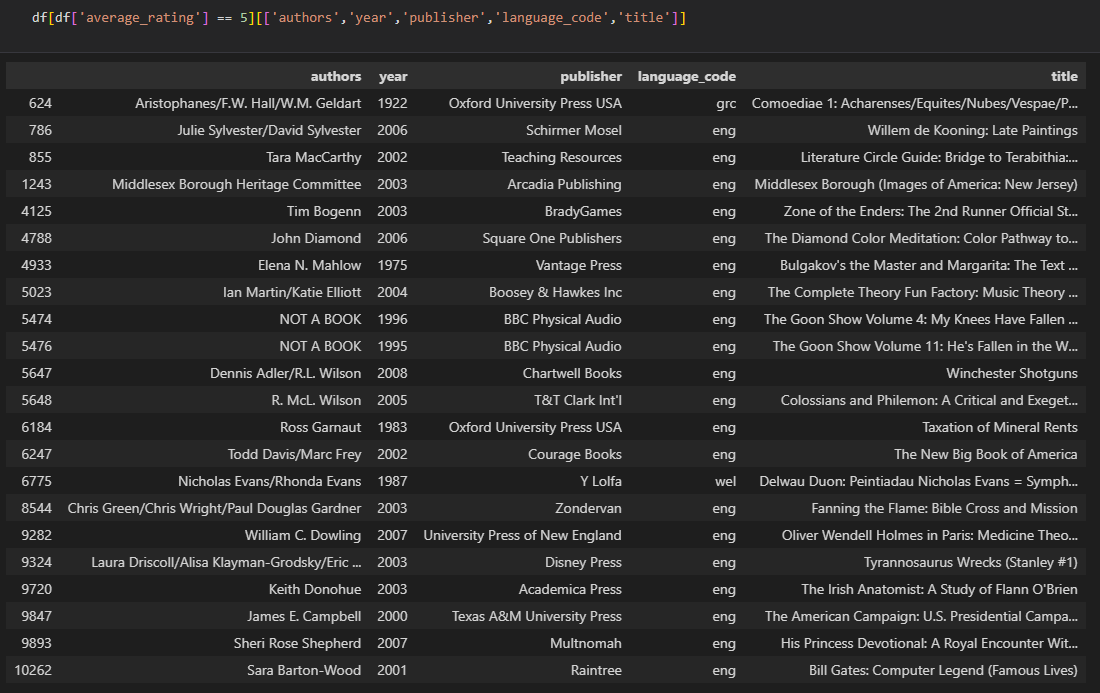 df[df['average_rating'] == 5][['authors','year','publisher','language_code','title']]
authors year publisher language_code title
624 Aristophanes/F.W. Hall/W.M. Geldart 1922 Oxford University Press USA grc Comoediae 1: Acharenses/Equites/Nubes/Vespae/P...
786 Julie Sylvester/David Sylvester 2006 Schirmer Mosel eng Willem de Kooning: Late Paintings
855 Tara MacCarthy 2002 Teaching Resources eng Literature Circle Guide: Bridge to Terabithia:...
1243 Middlesex Borough Heritage Committee 2003 Arcadia Publishing eng Middlesex Borough (Images of America: New Jersey)
4125 Tim Bogenn 2003 BradyGames eng Zone of the Enders: The 2nd Runner Official St...
4788 John Diamond 2006 Square One Publishers eng The Diamond Color Meditation: Color Pathway to...
4933 Elena N. Mahlow 1975 Vantage Press eng Bulgakov's the Master and Margarita: The Text ...
5023 Ian Martin/Katie Elliott 2004 Boosey & Hawkes Inc eng The Complete Theory Fun Factory: Music Theory ...
5474 NOT A BOOK 1996 BBC Physical Audio eng The Goon Show Volume 4: My Knees Have Fallen ...
5476 NOT A BOOK 1995 BBC Physical Audio eng The Goon Show Volume 11: He's Fallen in the W...
5647 Dennis Adler/R.L. Wilson 2008 Chartwell Books eng Winchester Shotguns
5648 R. McL. Wilson 2005 T&T Clark Int'l eng Colossians and Philemon: A Critical and Exeget...
6184 Ross Garnaut 1983 Oxford University Press USA eng Taxation of Mineral Rents
6247 Todd Davis/Marc Frey 2002 Courage Books eng The New Big Book of America
6775 Nicholas Evans/Rhonda Evans 1987 Y Lolfa wel Delwau Duon: Peintiadau Nicholas Evans = Symph...
8544 Chris Green/Chris Wright/Paul Douglas Gardner 2003 Zondervan eng Fanning the Flame: Bible Cross and Mission
9282 William C. Dowling 2007 University Press of New England eng Oliver Wendell Holmes in Paris: Medicine Theo...
9324 Laura Driscoll/Alisa Klayman-Grodsky/Eric ... 2003 Disney Press eng Tyrannosaurus Wrecks (Stanley #1)
9720 Keith Donohue 2003 Academica Press eng The Irish Anatomist: A Study of Flann O'Brien
9847 James E. Campbell 2000 Texas A&M University Press eng The American Campaign: U.S. Presidential Campa...
9893 Sheri Rose Shepherd 2007 Multnomah eng His Princess Devotional: A Royal Encounter Wit...
10262 Sara Barton-Wood 2001 Raintree eng Bill Gates: Computer Legend (Famous Lives)